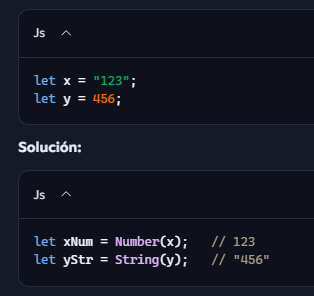 Js
let x = "123";
let y = 456;
Solución:
Js
let xNum = Number(x);   // 123
let yStr = String(y);   // "456"